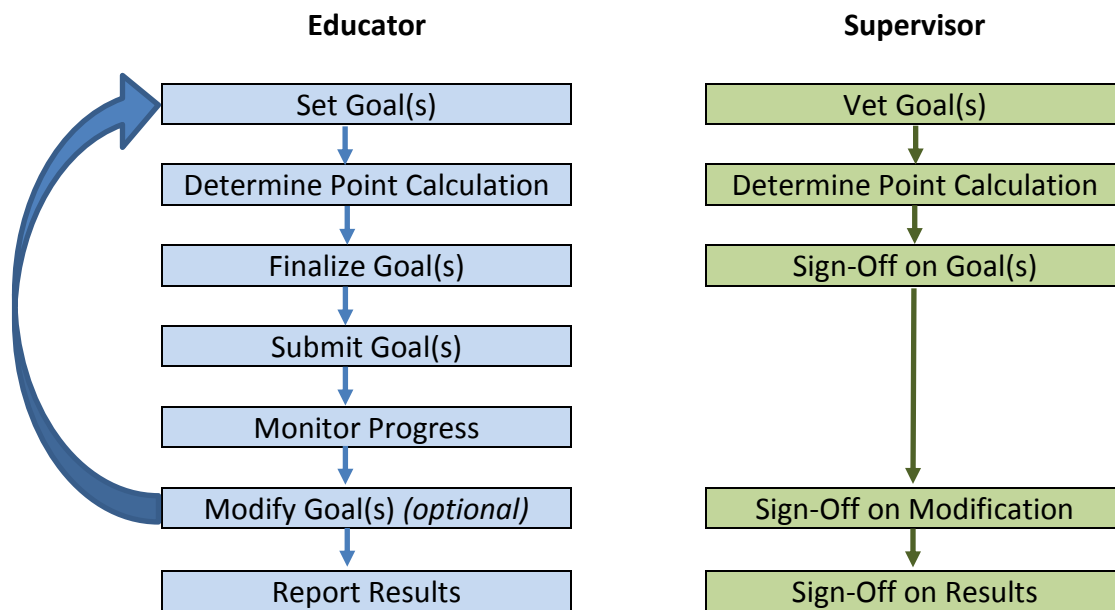 Educator
Supervisor
Set Goal(s)
Vet Goal(s)
Determine Point Calculation
Determine Point Calculation
Finalize Goal(s)
Sign-Off on Goal(s)
Submit Goal(s)
Monitor Progress
Modify Goal(s) (optional)
Sign-Off on Modification
Report Results
Sign-Off on Results